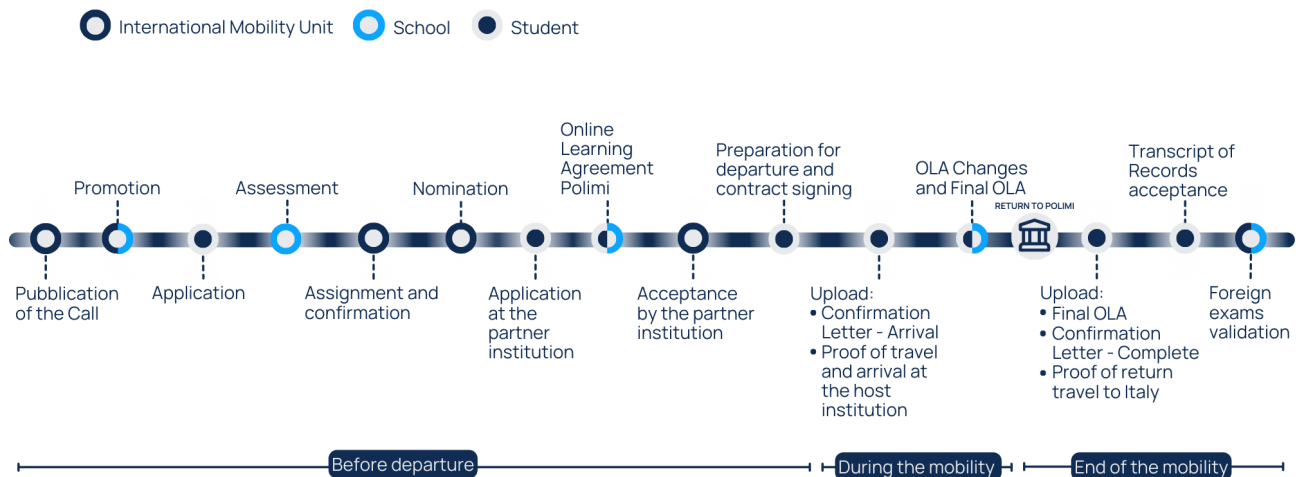 International Mobility Unit
School
Student
Pubblication
of the Call
Promotion
Application
Assessment
Assignment and
confirmation
Nomination
Application
at the
partner
institution
Online
Learning
Agreement
Polimi
Acceptance
by the partner
institution
Preparation for
departure and
contract signing
Upload:
• Confirmation
Letter - Arrival
• Proof of travel
and arrival at
the host
institution
OLA Changes
and Final OLA
RETURN TO POLIMI
Upload:
• Final OLA
• Confirmation
Letter - Complete
• Proof of return
travel to Italy
Transcript of
Records
acceptance
Foreign
exams
validation
Before departure
During the mobility
End of the mobility